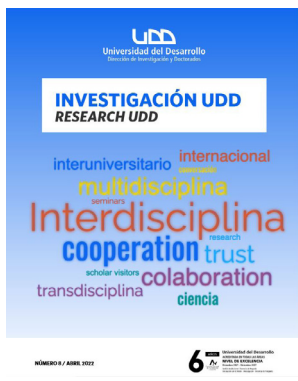 UDD
Universidad del Desarrollo
Dirección de Investigación y Doctorados
INVESTIGACIÓN UDD
RESEARCH UDD
interuniversitario internacional
multidisciplina
seminars
Interdisciplina
research
cooperation trust
scholar visitors colaboration
transdisciplina
ciencia
NÚMERO 8 / ABRIL 2022
6
Universidad del Desarrollo
NIVEL DE EXCELENCIA